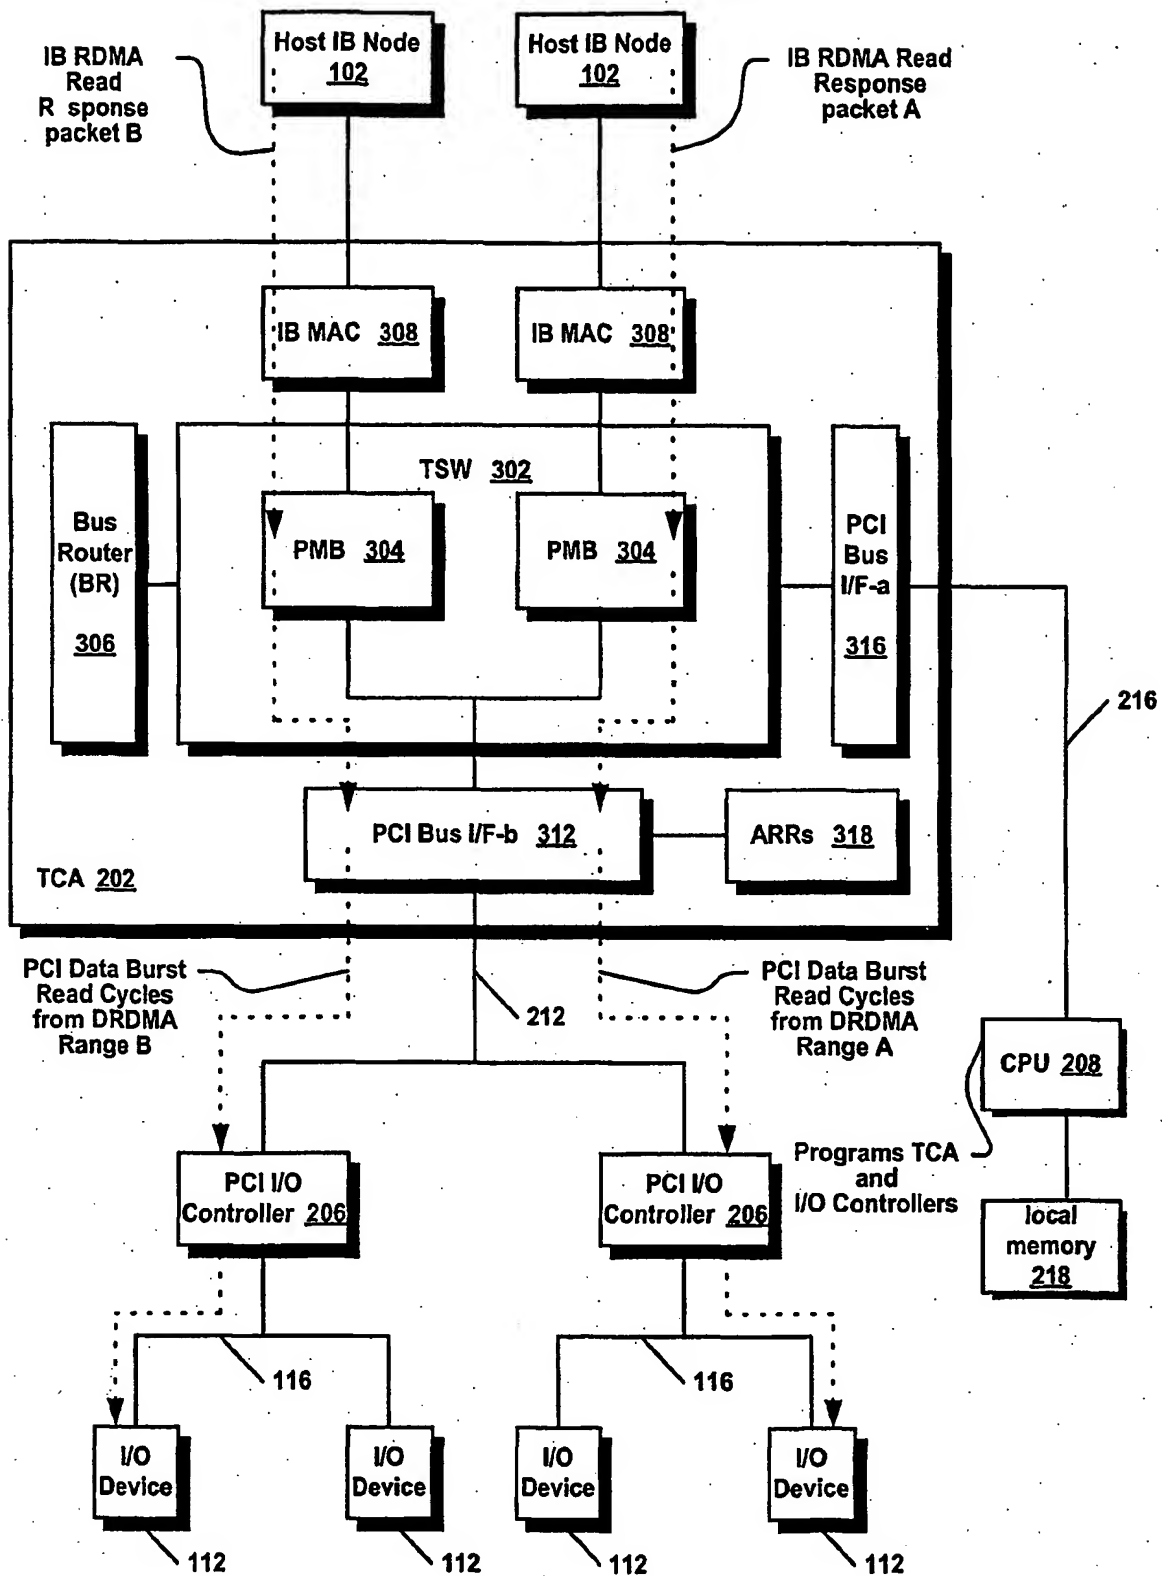 Host IB Node
102
Host IB Node
102
IB RDMA
Read
R sponse
packet B
IB RDMA Read
Response
packet A
IB MAC 308
IB MAC 308
TSW 302
Bus
Router
(BR)
306
PMB 304
PMB 304
PCI
Bus
I/F-a
316
216
PCI Bus I/F-b 312
ARRs 318
TCA 202
PCI Data Burst
Read Cycles
from DRDMA
Range B
212
PCI Data Burst
Read Cycles
from DRDMA
Range A
CPU 208
Programs TCA
and
I/O Controllers
PCI I/O
Controller 206
PCI I/O
Controller 206
local
memory
218
116
116
I/O
Device
I/O
Device
I/O
Device
I/O
Device
112
112
112
112